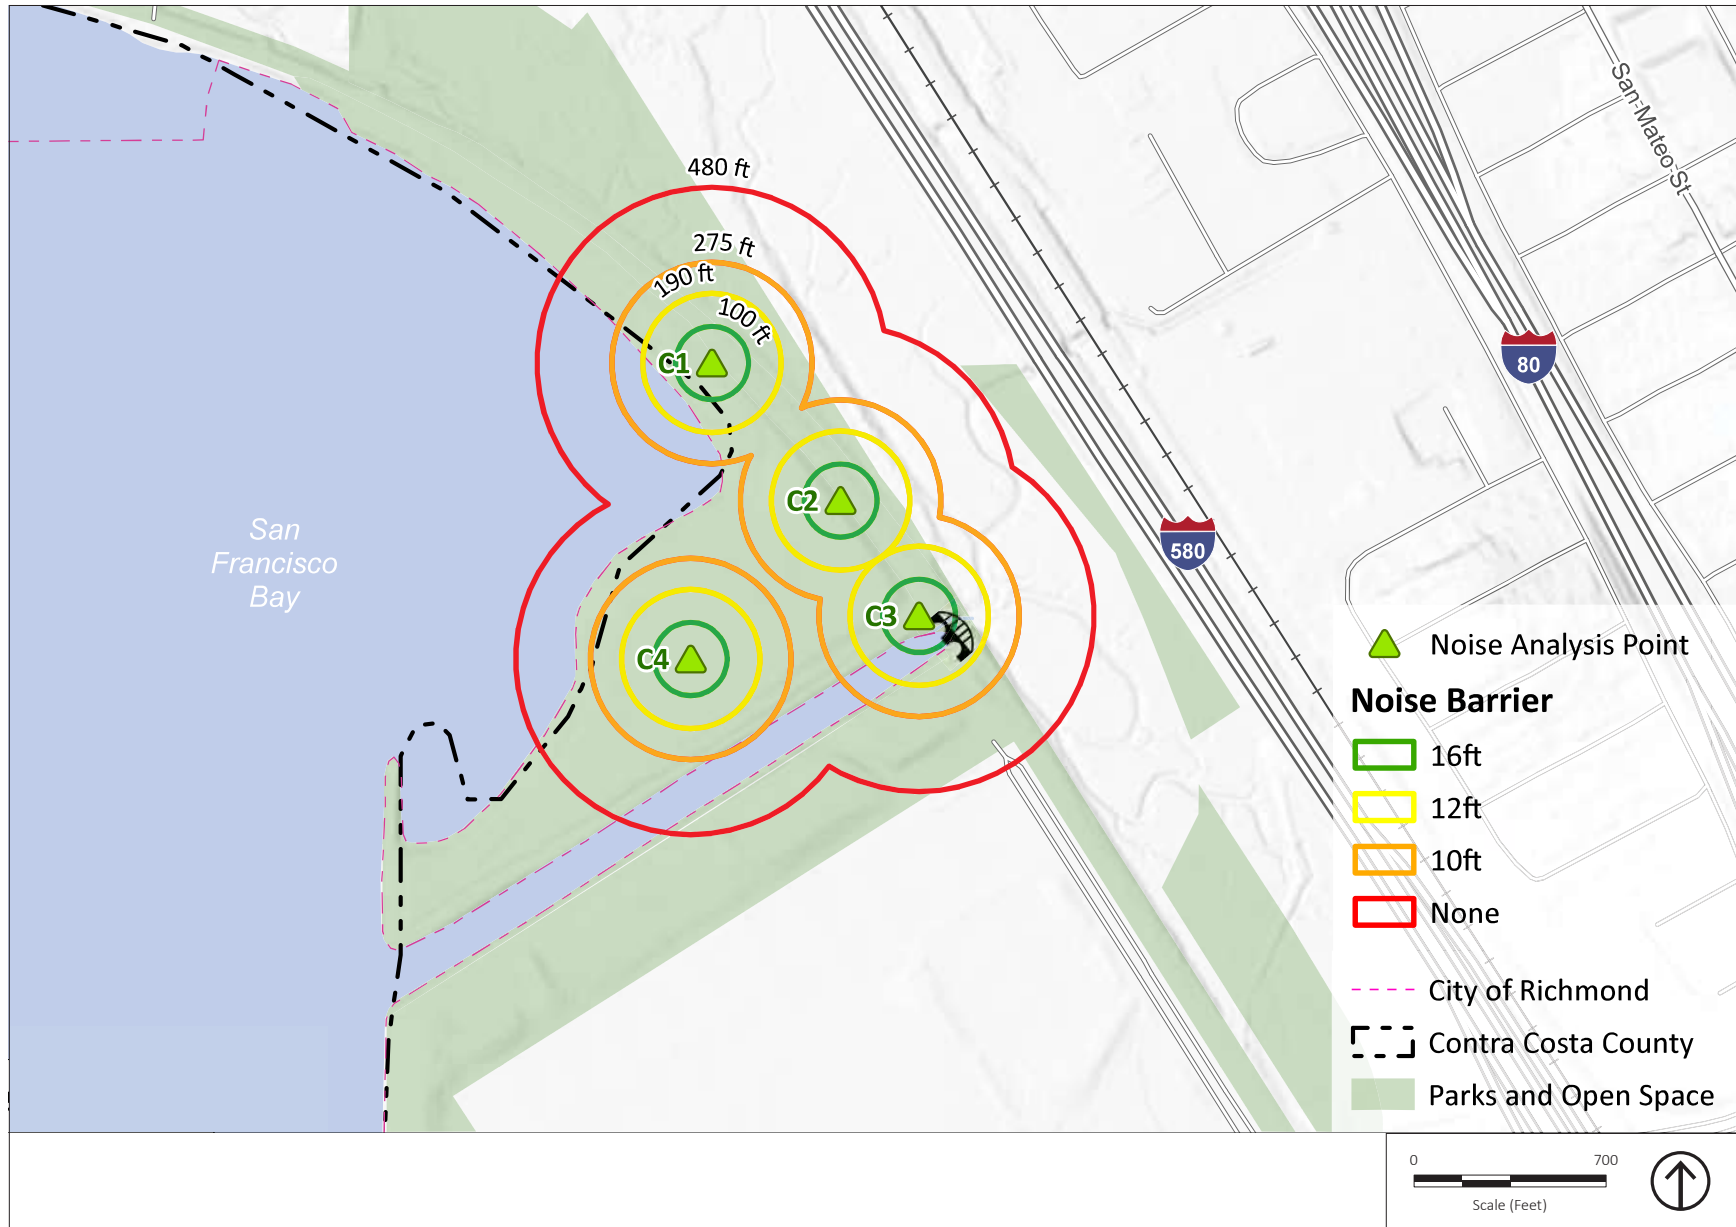 480 ft
275 ft
190 ft
100 ft
C1
C2
C3
C4
San
Francisco
Bay
San Mateo St
80
580
Noise Analysis Point
Noise Barrier
16ft
12ft
10ft
None
City of Richmond
Contra Costa County
Parks and Open Space
0 700
Scale (Feet)